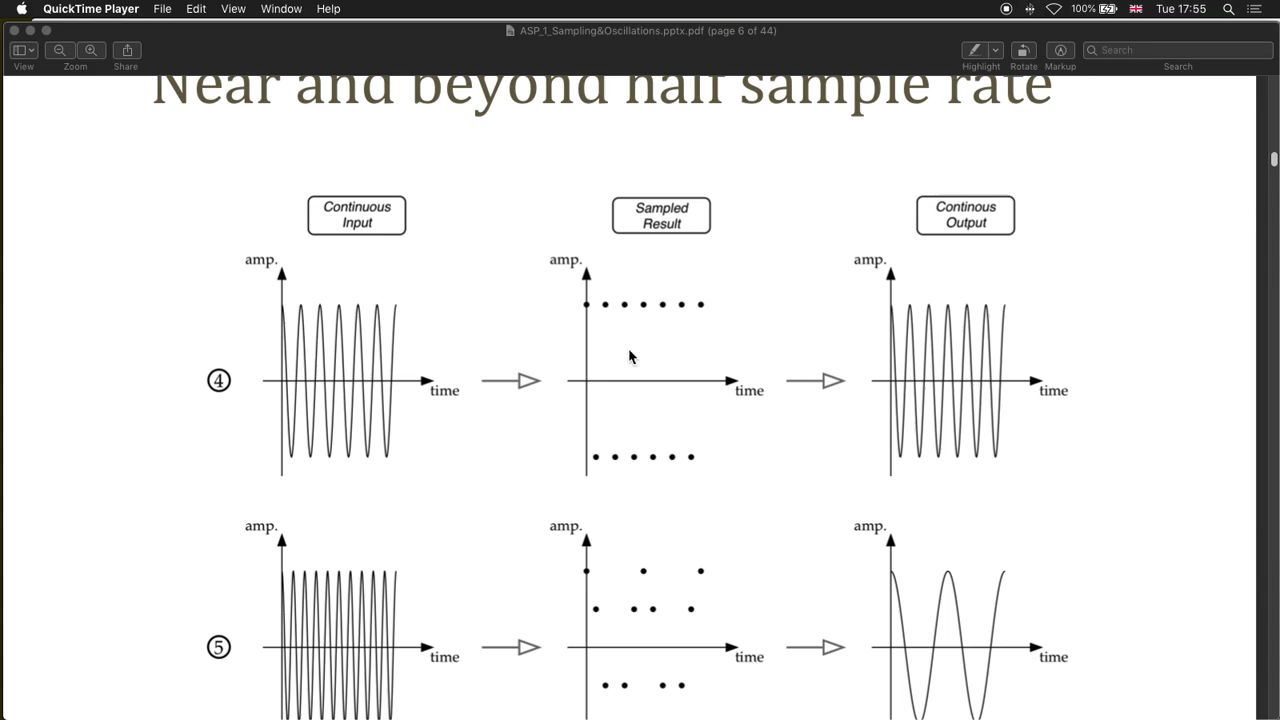 QuickTime Player File Edit View Window Help 100% Tue 17:55
ASP_1_Sampling&Oscillations.pptx.pdf (page 6 of 44)
Search
View Zoom Share Highlight Rotate Markup Search
Near and beyond half sample rate
Continuous Input
Sampled Result
Continous Output
amp. amp. amp.
4
time time time
amp. amp. amp.
5
time time time